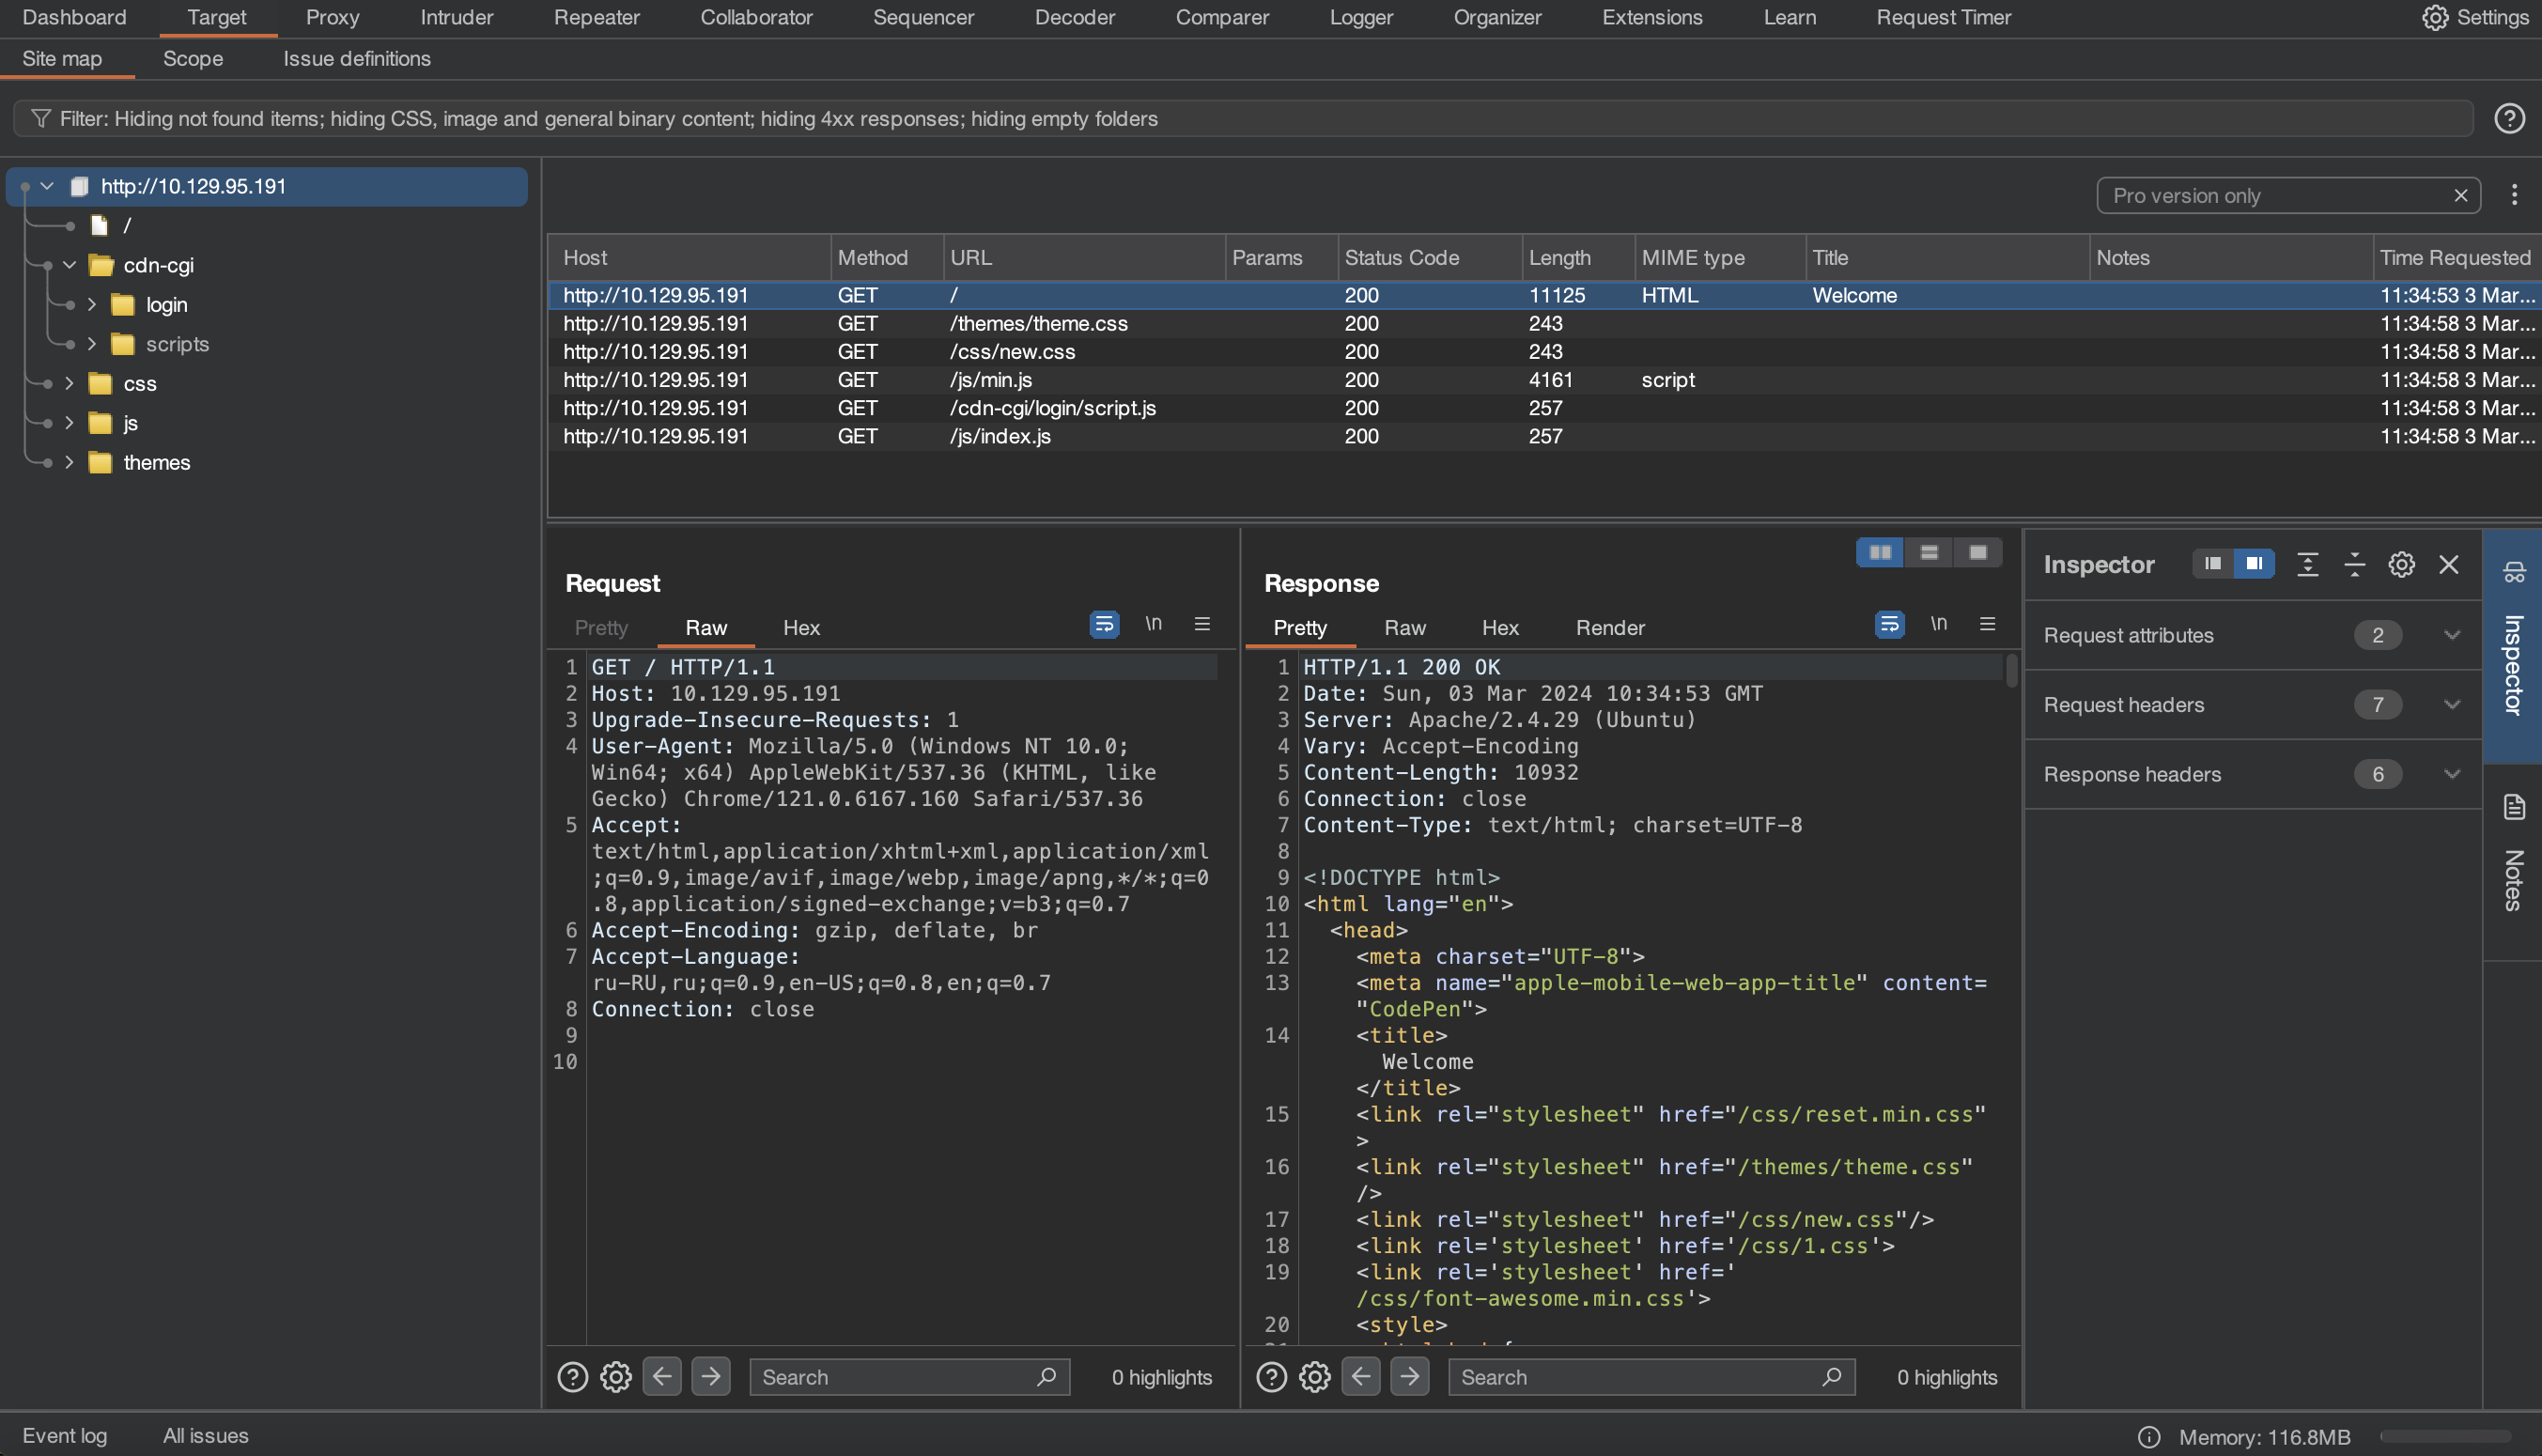 Dashboard Target Proxy Intruder Repeater Collaborator Sequencer Decoder Comparer Logger Organizer Extensions Learn Request Timer Settings
Site map Scope Issue definitions
Filter: Hiding not found items; hiding CSS, image and general binary content; hiding 4xx responses; hiding empty folders
http://10.129.95.191
/
cdn-cgi
login
scripts
css
js
themes
Pro version only
Host Method URL Params Status Code Length MIME type Title Notes Time Requested
http://10.129.95.191 GET / 200 11125 HTML Welcome 11:34:53 3 Mar...
http://10.129.95.191 GET /themes/theme.css 200 243 11:34:58 3 Mar...
http://10.129.95.191 GET /css/new.css 200 243 11:34:58 3 Mar...
http://10.129.95.191 GET /js/min.js 200 4161 script 11:34:58 3 Mar...
http://10.129.95.191 GET /cdn-cgi/login/script.js 200 257 11:34:58 3 Mar...
http://10.129.95.191 GET /js/index.js 200 257 11:34:58 3 Mar...
Request
Pretty Raw Hex \n
1 GET / HTTP/1.1
2 Host: 10.129.95.191
3 Upgrade-Insecure-Requests: 1
4 User-Agent: Mozilla/5.0 (Windows NT 10.0;
Win64; x64) AppleWebKit/537.36 (KHTML, like
Gecko) Chrome/121.0.6167.160 Safari/537.36
5 Accept:
text/html,application/xhtml+xml,application/xml
;q=0.9,image/avif,image/webp,image/apng,*/*;q=0
.8,application/signed-exchange;v=b3;q=0.7
6 Accept-Encoding: gzip, deflate, br
7 Accept-Language:
ru-RU,ru;q=0.9,en-US;q=0.8,en;q=0.7
8 Connection: close
9
10
Search 0 highlights
Response
Pretty Raw Hex Render \n
1 HTTP/1.1 200 OK
2 Date: Sun, 03 Mar 2024 10:34:53 GMT
3 Server: Apache/2.4.29 (Ubuntu)
4 Vary: Accept-Encoding
5 Content-Length: 10932
6 Connection: close
7 Content-Type: text/html; charset=UTF-8
8
9 <!DOCTYPE html>
10 <html lang="en">
11 <head>
12 <meta charset="UTF-8">
13 <meta name="apple-mobile-web-app-title" content=
"CodePen">
14 <title>
Welcome
</title>
15 <link rel="stylesheet" href="/css/reset.min.css"
>
16 <link rel="stylesheet" href="/themes/theme.css"
/>
17 <link rel="stylesheet" href="/css/new.css"/>
18 <link rel='stylesheet' href='/css/1.css'>
19 <link rel='stylesheet' href='
/css/font-awesome.min.css'>
20 <style>
Search 0 highlights
Inspector
Request attributes 2
Request headers 7
Response headers 6
Inspector
Notes
Event log All issues Memory: 116.8MB